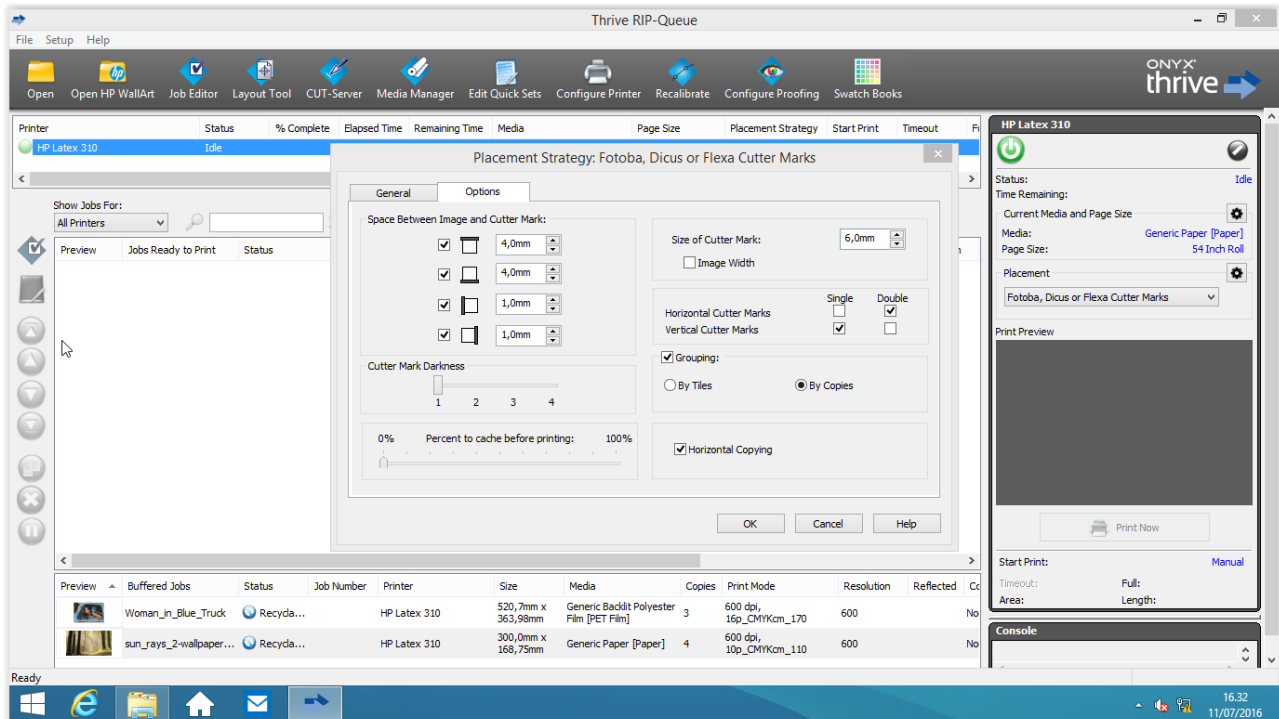 Thrive RIP-Queue
File Setup Help
Open Open HP WallArt Job Editor Layout Tool CUT-Server Media Manager Edit Quick Sets Configure Printer Recalibrate Configure Proofing Swatch Books
ONYX
thrive
Printer Status % Complete Elapsed Time Remaining Time Media Page Size Placement Strategy Start Print Timeout
HP Latex 310 Idle
Show Jobs For:
All Printers
Preview Jobs Ready to Print Status
Placement Strategy: Fotoba, Dicus or Flexa Cutter Marks
General Options
Space Between Image and Cutter Mark:
4,0mm
4,0mm
1,0mm
1,0mm
Cutter Mark Darkness
1 2 3 4
0% Percent to cache before printing: 100%
Size of Cutter Mark: 6,0mm
Image Width
Single Double
Horizontal Cutter Marks
Vertical Cutter Marks
Grouping:
By Tiles By Copies
Horizontal Copying
OK Cancel Help
Preview Buffered Jobs Status Job Number Printer Size Media Copies Print Mode Resolution Reflected
Woman_in_Blue_Truck Recycla... HP Latex 310 520,7mm x 363,98mm Generic Backlit Polyester Film [PET Film] 3 600 dpi, 16p_CMYKcm_170 600 No
sun_rays_2-wallpaper... Recycla... HP Latex 310 300,0mm x 168,75mm Generic Paper [Paper] 4 600 dpi, 10p_CMYKcm_110 600 No
HP Latex 310
Status: Idle
Time Remaining:
Current Media and Page Size
Media: Generic Paper [Paper]
Page Size: 54 Inch Roll
Placement
Fotoba, Dicus or Flexa Cutter Marks
Print Preview
Print Now
Start Print: Manual
Timeout: Full:
Area: Length:
Console
Ready
16.32
11/07/2016